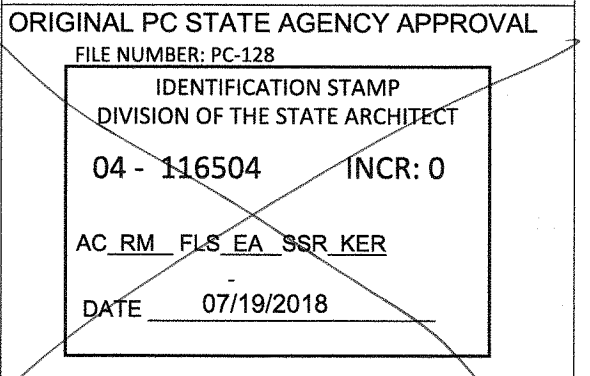 ORIGINAL PC STATE AGENCY APPROVAL
FILE NUMBER: PC-128
IDENTIFICATION STAMP
DIVISION OF THE STATE ARCHITECT
04 - 116504 INCR: 0
AC RM FLS EA SSR KER
DATE 07/19/2018